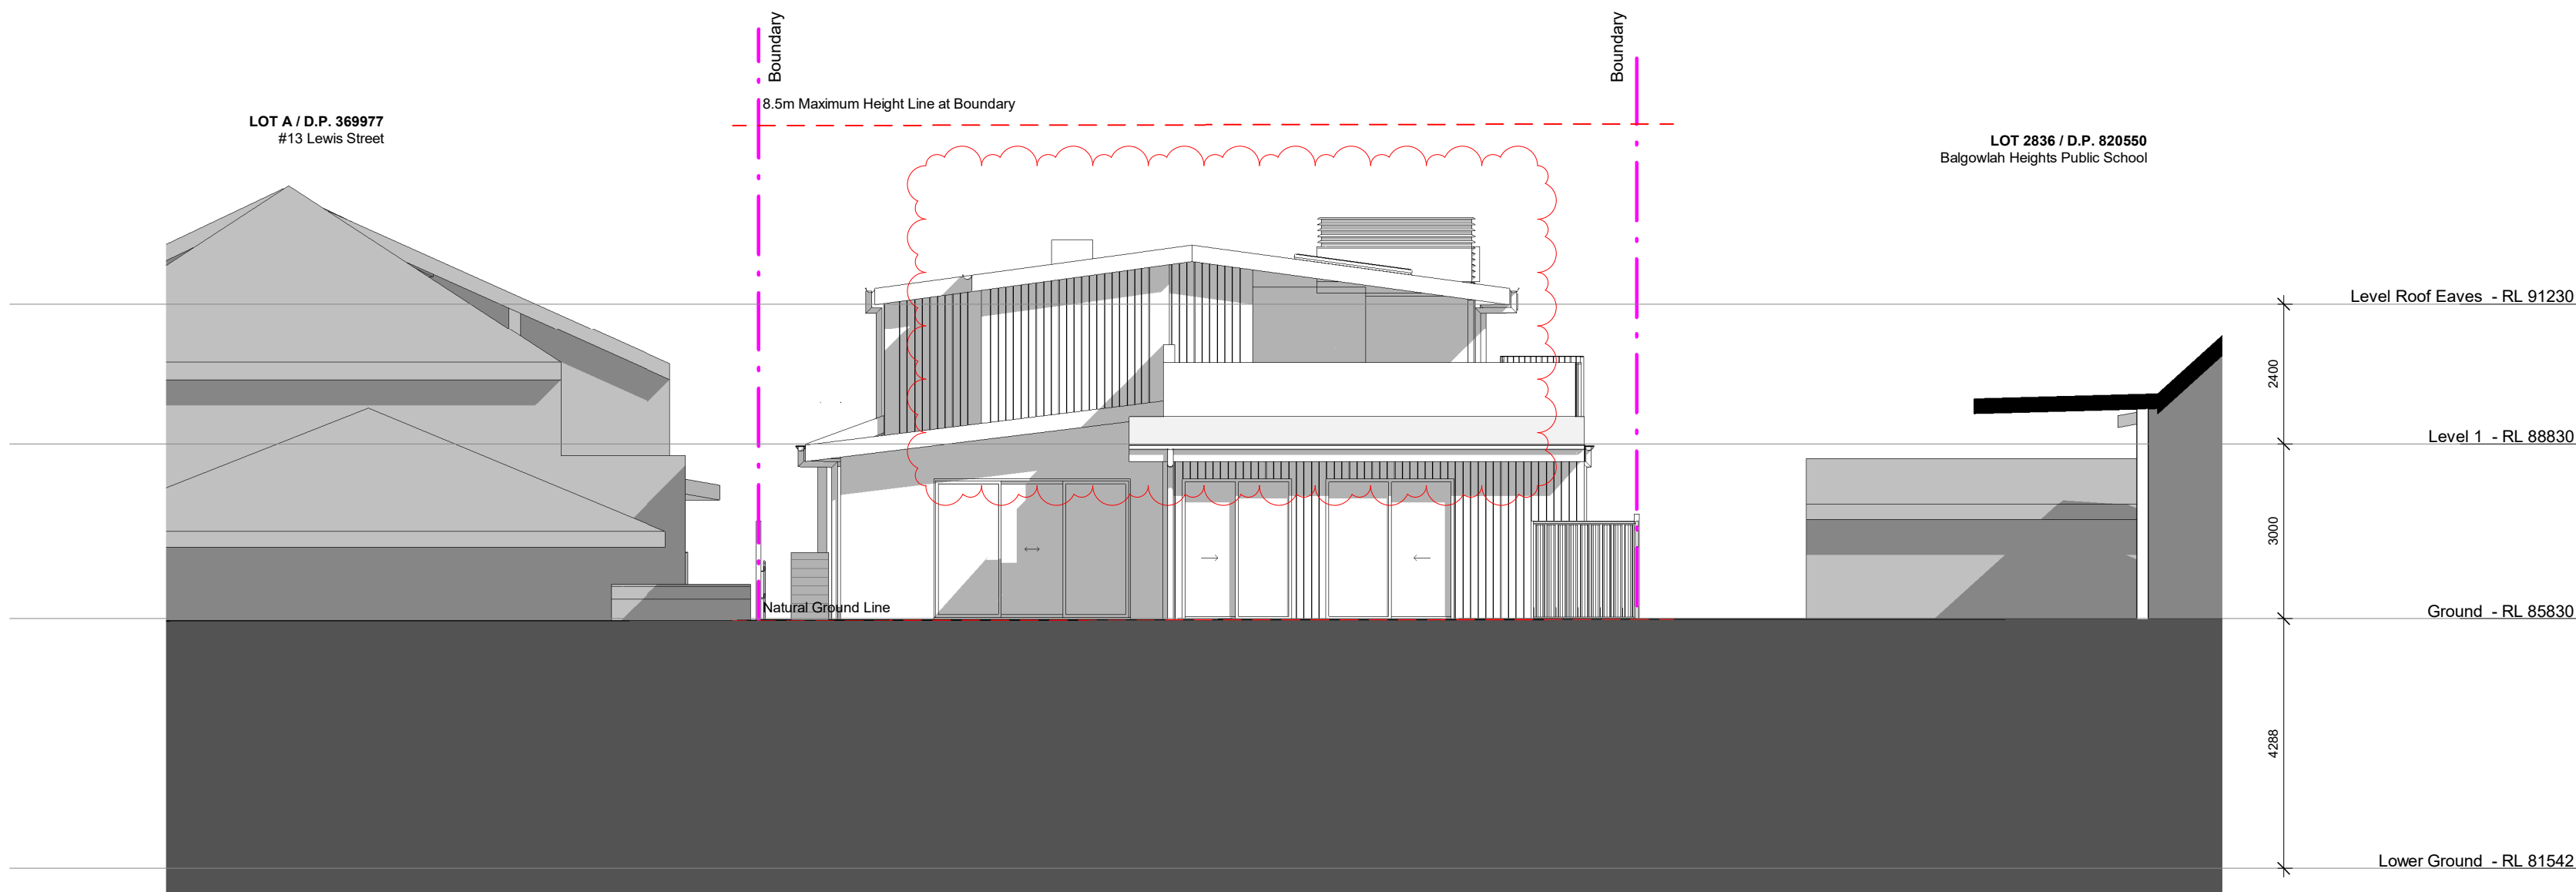 Boundary
Boundary
8.5m Maximum Height Line at Boundary
LOT A / D.P. 369977
#13 Lewis Street
LOT 2836 / D.P. 820550
Balgowlah Heights Public School
Level Roof Eaves - RL 91230
2400
Level 1 - RL 88830
3000
Natural Ground Line
Ground - RL 85830
4288
Lower Ground - RL 81542